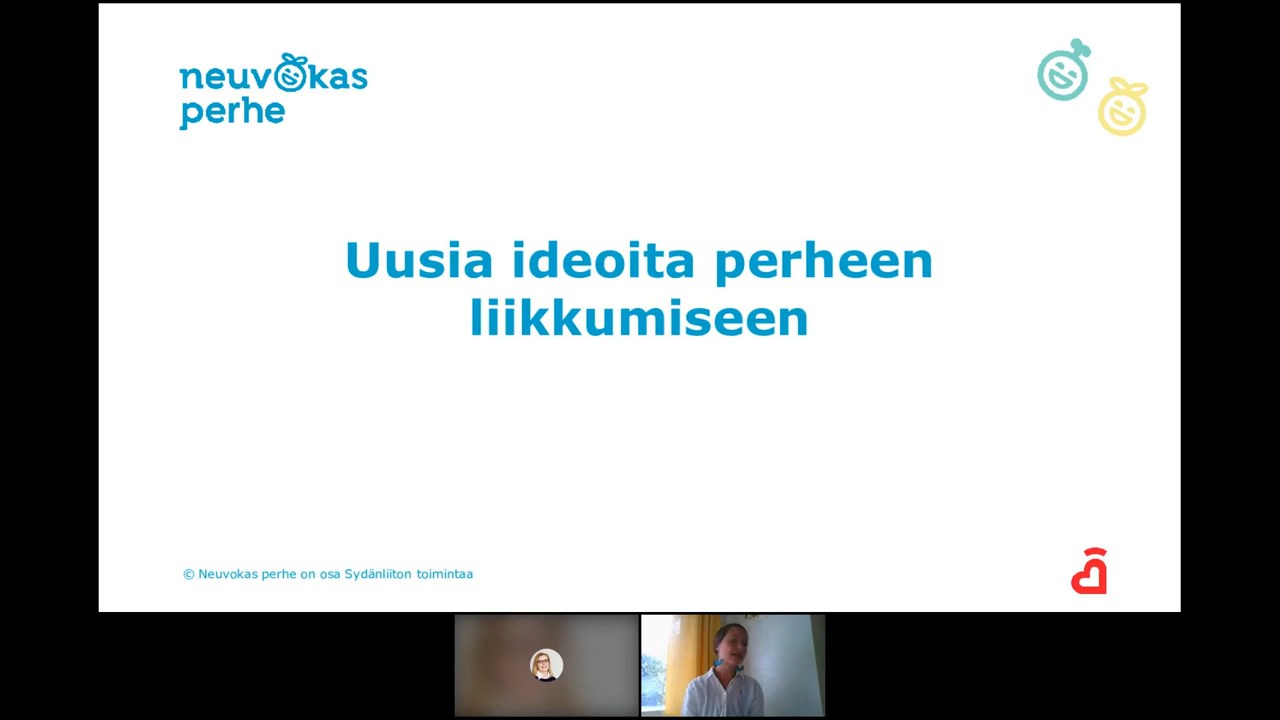 neuvokas
perhe
Uusia ideoita perheen
liikkumiseen
© Neuvokas perhe on osa Sydänliiton toimintaa